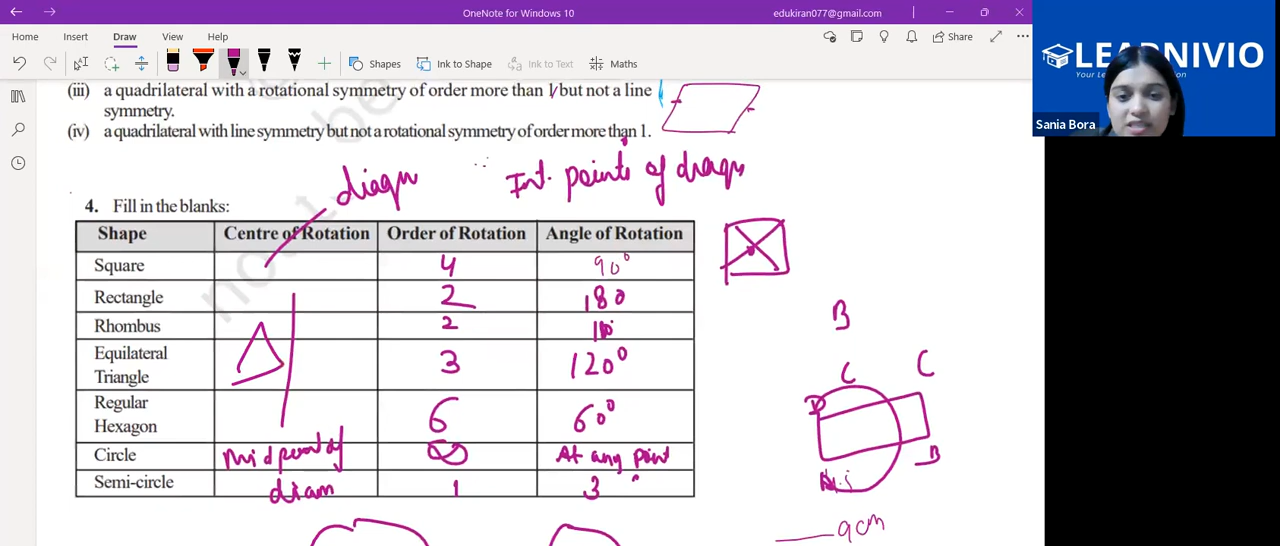 OneNote for Windows 10
edukiran077@gmail.com
Home Insert Draw View Help
Shapes Ink to Shape Ink to Text Maths Share
LEARNIVIO
Sania Bora
(iii) a quadrilateral with a rotational symmetry of order more than 1 but not a line
symmetry.
(iv) a quadrilateral with line symmetry but not a rotational symmetry of order more than 1.
diagn
Int. points of diagn
4. Fill in the blanks:
Shape Centre of Rotation Order of Rotation Angle of Rotation
Square 4 90°
Rectangle 2 180
Rhombus 2 180
Equilateral
Triangle 3 120°
Regular
Hexagon 6 60°
Circle Mid point of ∞ At any point
Semi-circle diam 1 3
B
C C
D
B
9cm